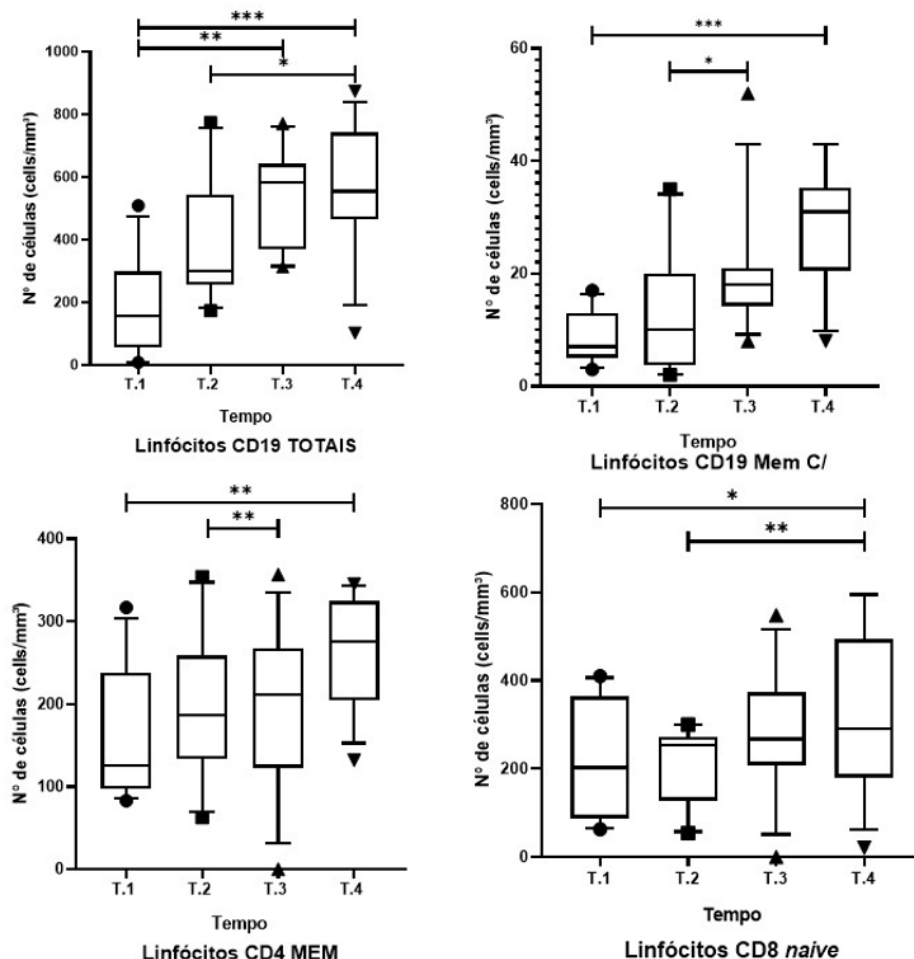 ***
**
*
1000
800
600
400
200
0
N° de células (cells/mm³)
T.1 T.2 T.3 T.4
Tempo
Linfócitos CD19 TOTAIS
***
*
60
40
20
0
N° de células (cells/mm³)
T.1 T.2 T.3 T.4
Tempo
Linfócitos CD19 Mem C/
**
**
400
300
200
100
0
N° de células (cells/mm³)
T.1 T.2 T.3 T.4
Tempo
Linfócitos CD4 MEM
*
**
800
600
400
200
0
N° de células (cells/mm³)
T.1 T.2 T.3 T.4
Tempo
Linfócitos CD8 naive